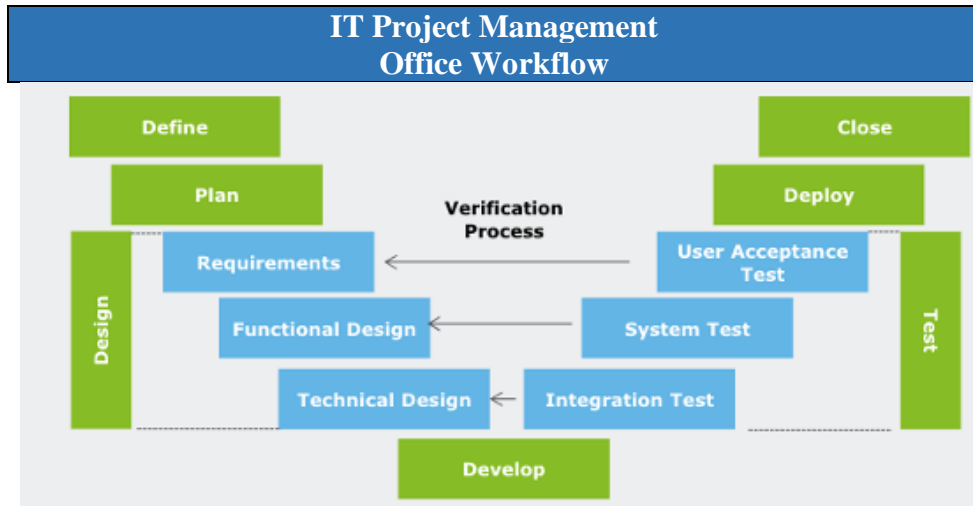 IT Project Management
Office Workflow
Define
Close
Plan
Deploy
Verification
Process
Design
Requirements
User Acceptance
Test
Functional Design
System Test
Test
Technical Design
Integration Test
Develop